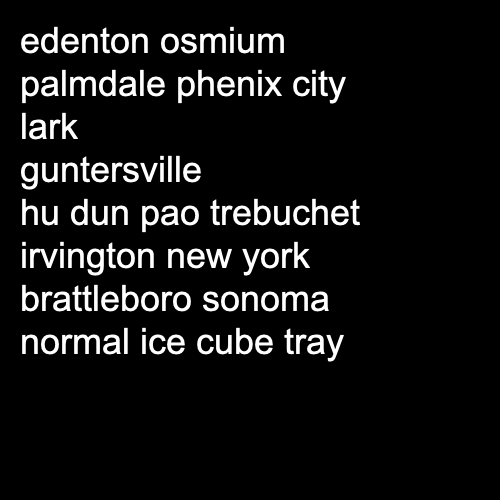 edenton osmium
palmdale phenix city
lark
guntersville
hu dun pao trebuchet
irvington new york
brattleboro sonoma
normal ice cube tray